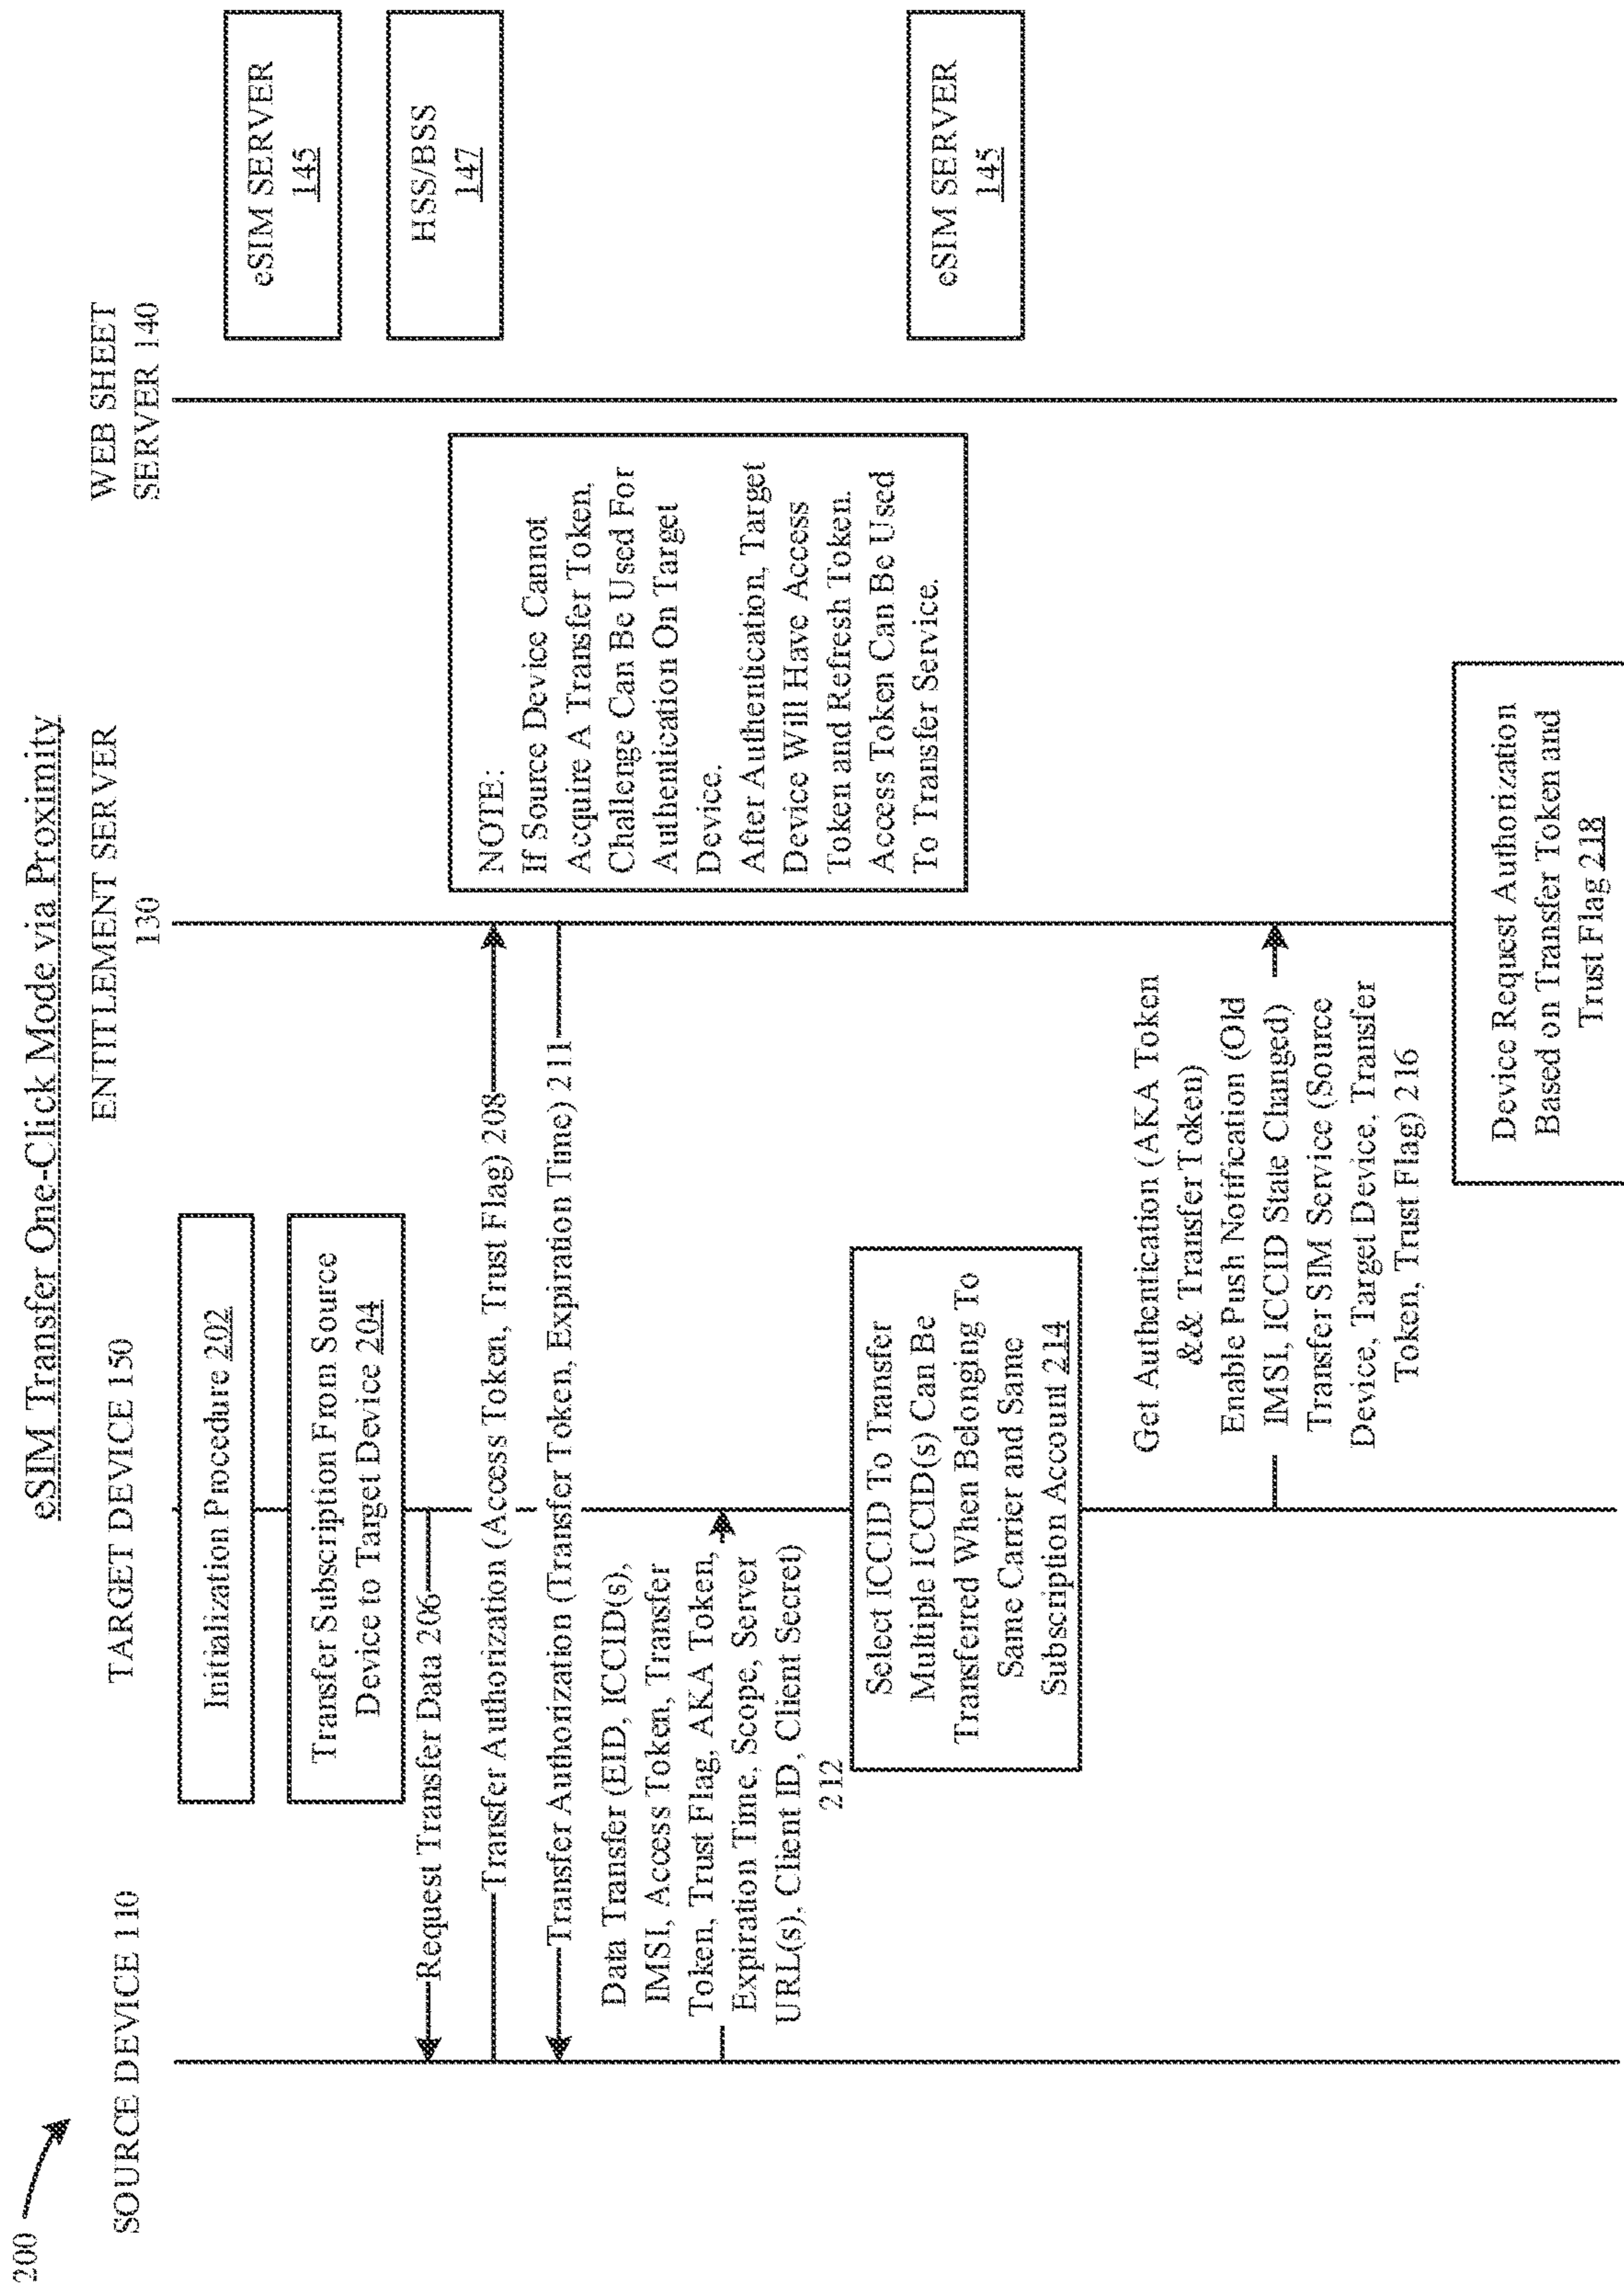 200
eSIM Transfer One-Click Mode via Proximity
SOURCE DEVICE 110
TARGET DEVICE 150
ENTITLEMENT SERVER
130
WEB SHEET
SERVER 140
eSIM SERVER
145
HSS/BSS
147
Initialization Procedure 202
Transfer Subscription From Source
Device to Target Device 204
Request Transfer Data 206
Transfer Authorization (Access Token, Trust Flag) 208
Transfer Authorization (Transfer Token, Expiration Time) 211
NOTE:
If Source Device Cannot
Acquire A Transfer Token,
Challenge Can Be Used For
Authentication On Target
Device.
After Authentication, Target
Device Will Have Access
Token and Refresh Token.
Access Token Can Be Used
To Transfer Service.
Data Transfer (EID, ICCID(s),
IMSI, Access Token, Transfer
Token, Trust Flag, AKA Token,
Expiration Time, Scope, Server
URL(s), Client ID, Client Secret)
212
Select ICCID To Transfer
Multiple ICCID(s) Can Be
Transferred When Belonging To
Same Carrier and Same
Subscription Account 214
eSIM SERVER
145
Get Authentication (AKA Token
&& Transfer Token)
Enable Push Notification (Old
IMSI, ICCID State Changed)
Transfer SIM Service (Source
Device, Target Device, Transfer
Token, Trust Flag) 216
Device Request Authorization
Based on Transfer Token and
Trust Flag 218